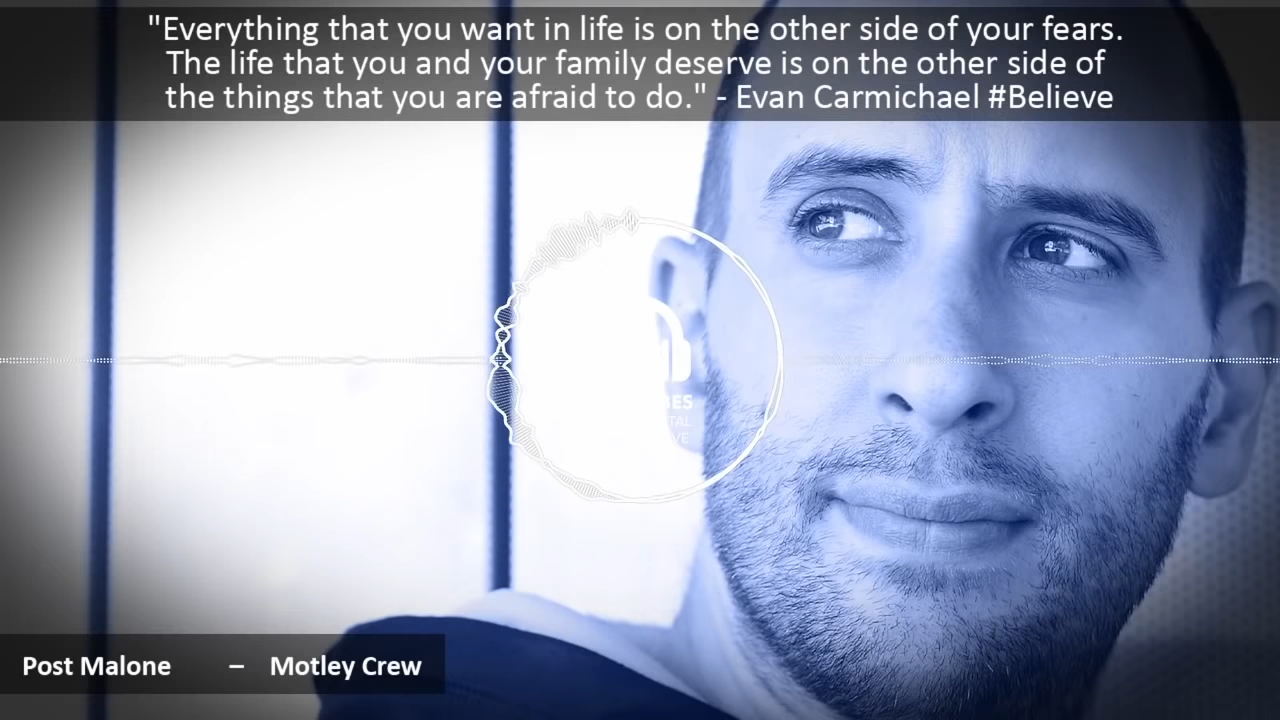 "Everything that you want in life is on the other side of your fears.
The life that you and your family deserve is on the other side of
the things that you are afraid to do." - Evan Carmichael #Believe
Post Malone – Motley Crew